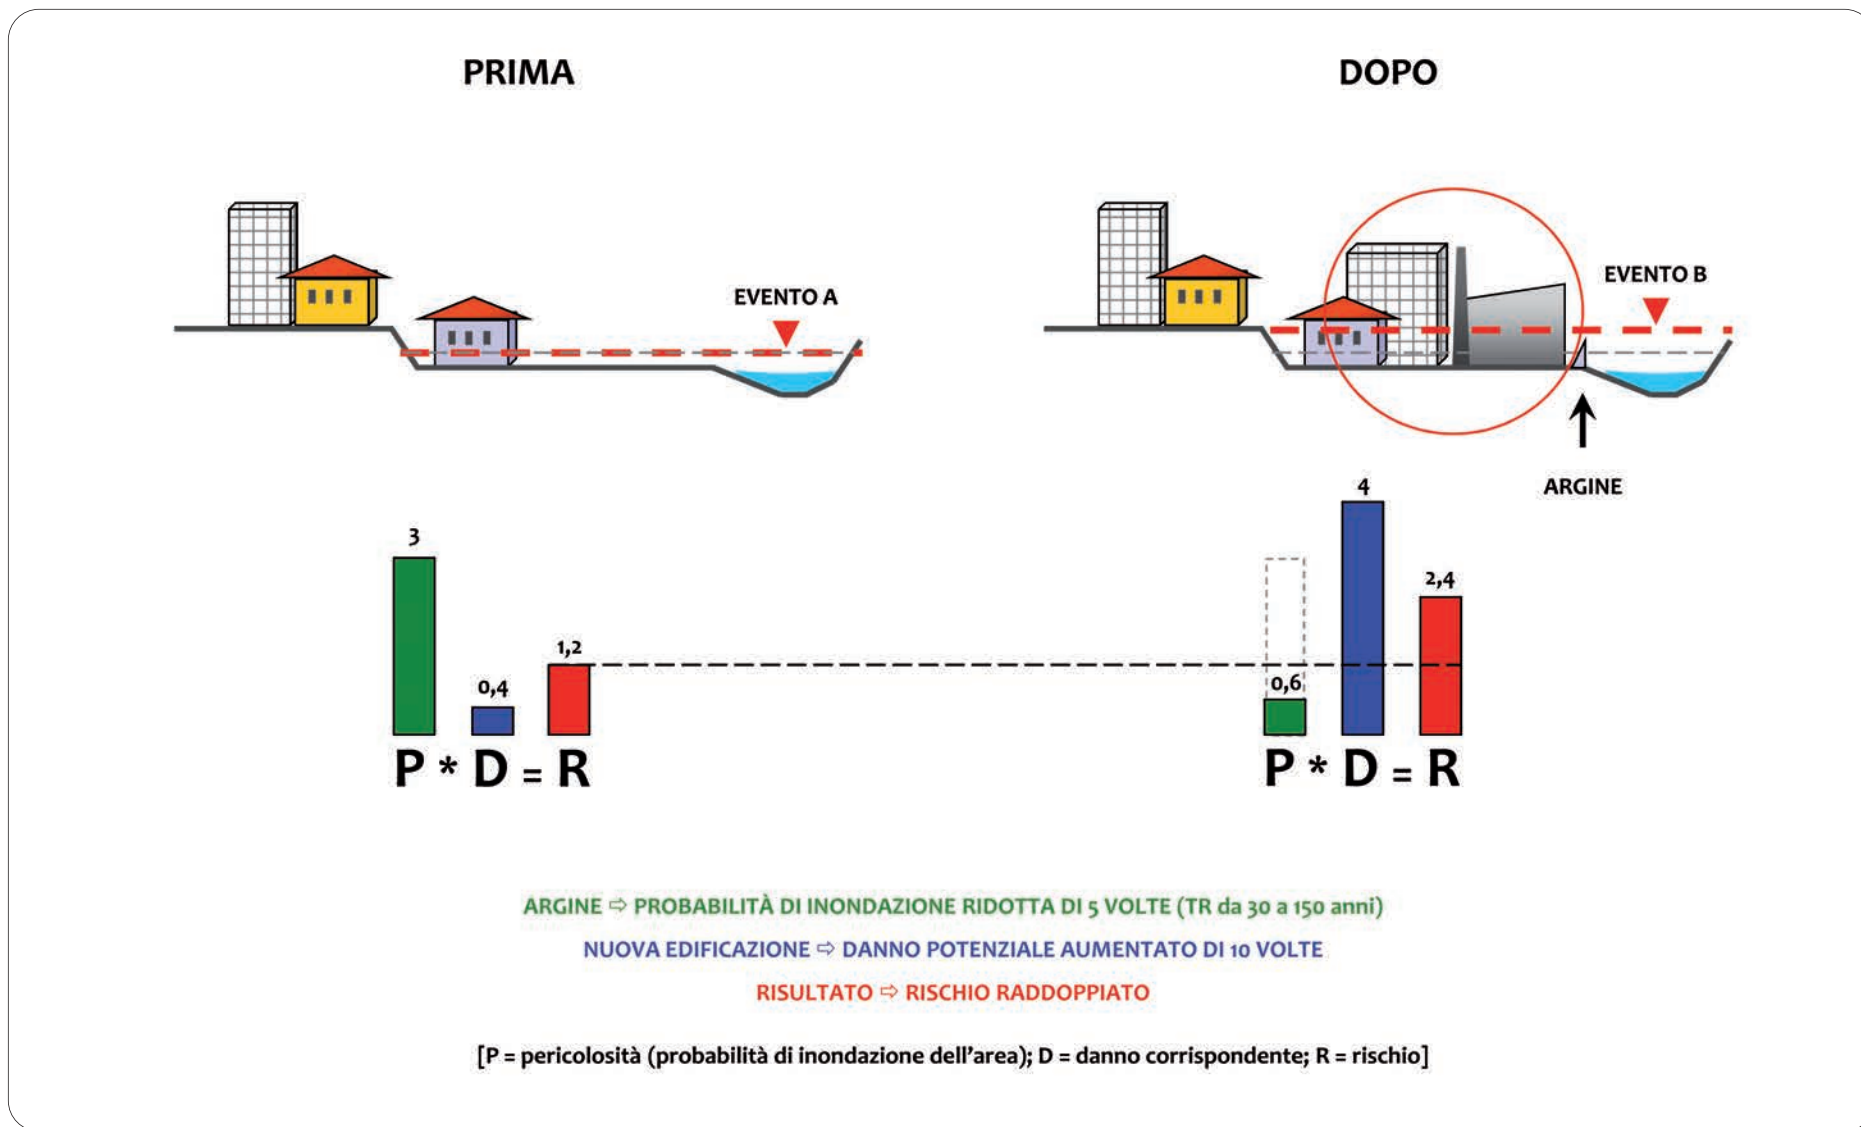 PRIMA
DOPO
EVENTO A
EVENTO B
ARGINE
3
0,4
1,2
P * D = R
0,6
4
2,4
P * D = R
ARGINE ⇨ PROBABILITÀ DI INONDAZIONE RIDOTTA DI 5 VOLTE (TR da 30 a 150 anni)
NUOVA EDIFICAZIONE ⇨ DANNO POTENZIALE AUMENTATO DI 10 VOLTE
RISULTATO ⇨ RISCHIO RADDOPPIATO
[P = pericolosità (probabilità di inondazione dell'area); D = danno corrispondente; R = rischio]